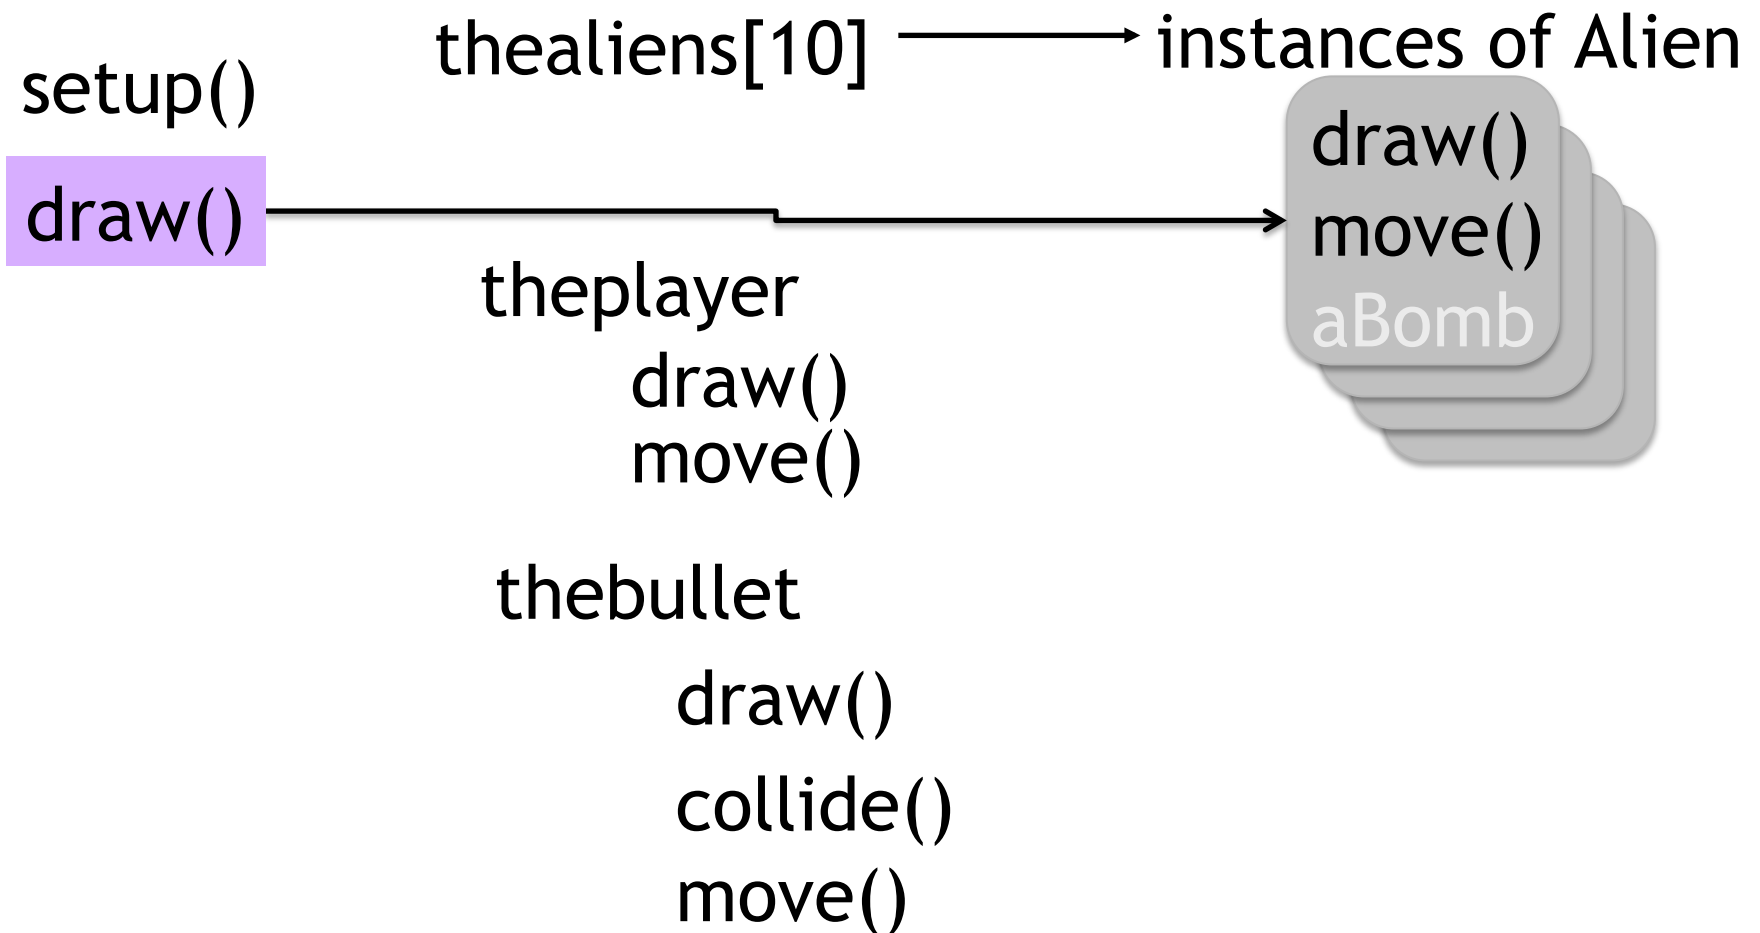 setup()
draw()
thealiens[10]
instances of Alien
draw()
move()
aBomb
theplayer
draw()
move()
thebullet
draw()
collide()
move()